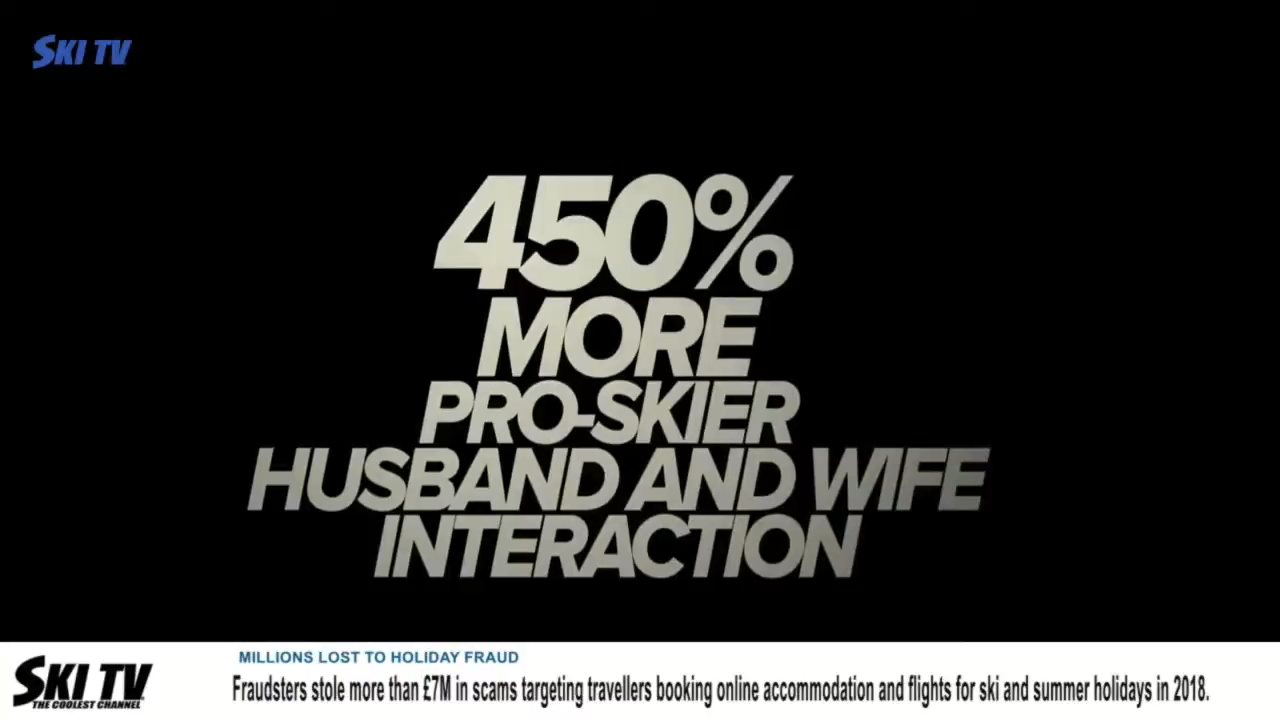 SKI TV
450%
MORE
PRO-SKIER
HUSBAND AND WIFE
INTERACTION
MILLIONS LOST TO HOLIDAY FRAUD
SKI TV
THE COOLEST CHANNEL
Fraudsters stole more than £7M in scams targeting travellers booking online accommodation and flights for ski and summer holidays in 2018.